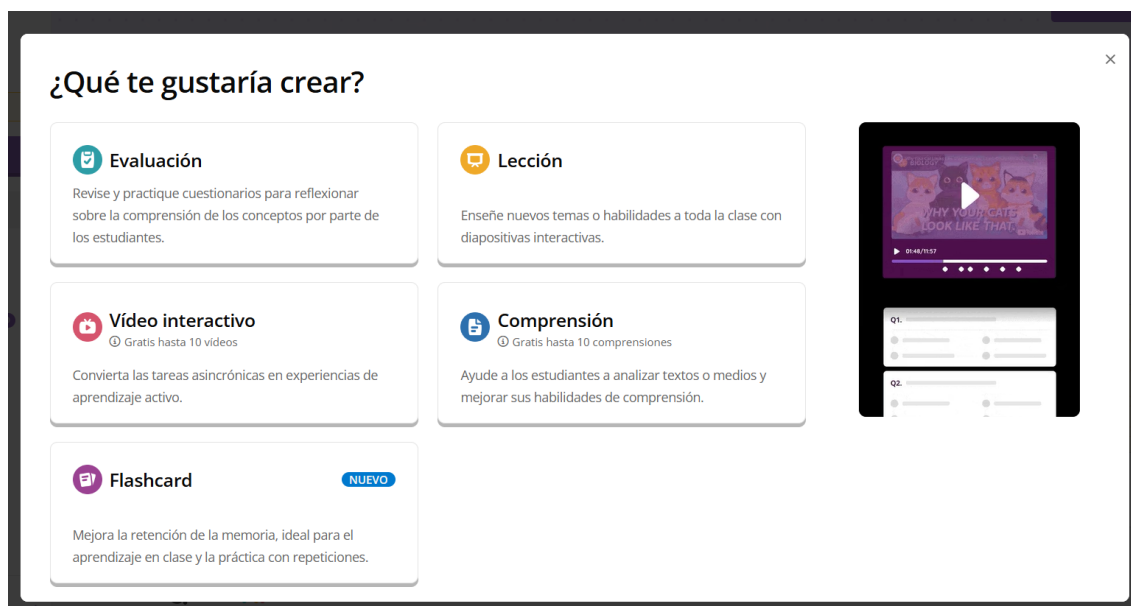 ¿Qué te gustaría crear?
Evaluación
Revise y practique cuestionarios para reflexionar
sobre la comprensión de los conceptos por parte de
los estudiantes.
Lección
Enseñe nuevos temas o habilidades a toda la clase con
diapositivas interactivas.
Vídeo interactivo
Gratis hasta 10 vídeos
Convierta las tareas asincrónicas en experiencias de
aprendizaje activo.
Comprensión
Gratis hasta 10 comprensiones
Ayude a los estudiantes a analizar textos o medios y
mejorar sus habilidades de comprensión.
Flashcard
NUEVO
Mejora la retención de la memoria, ideal para el
aprendizaje en clase y la práctica con repeticiones.
BIOLOGY
WHY YOUR CATS
LOOK LIKE THAT
01:48/11:57
Q1.
Q2.